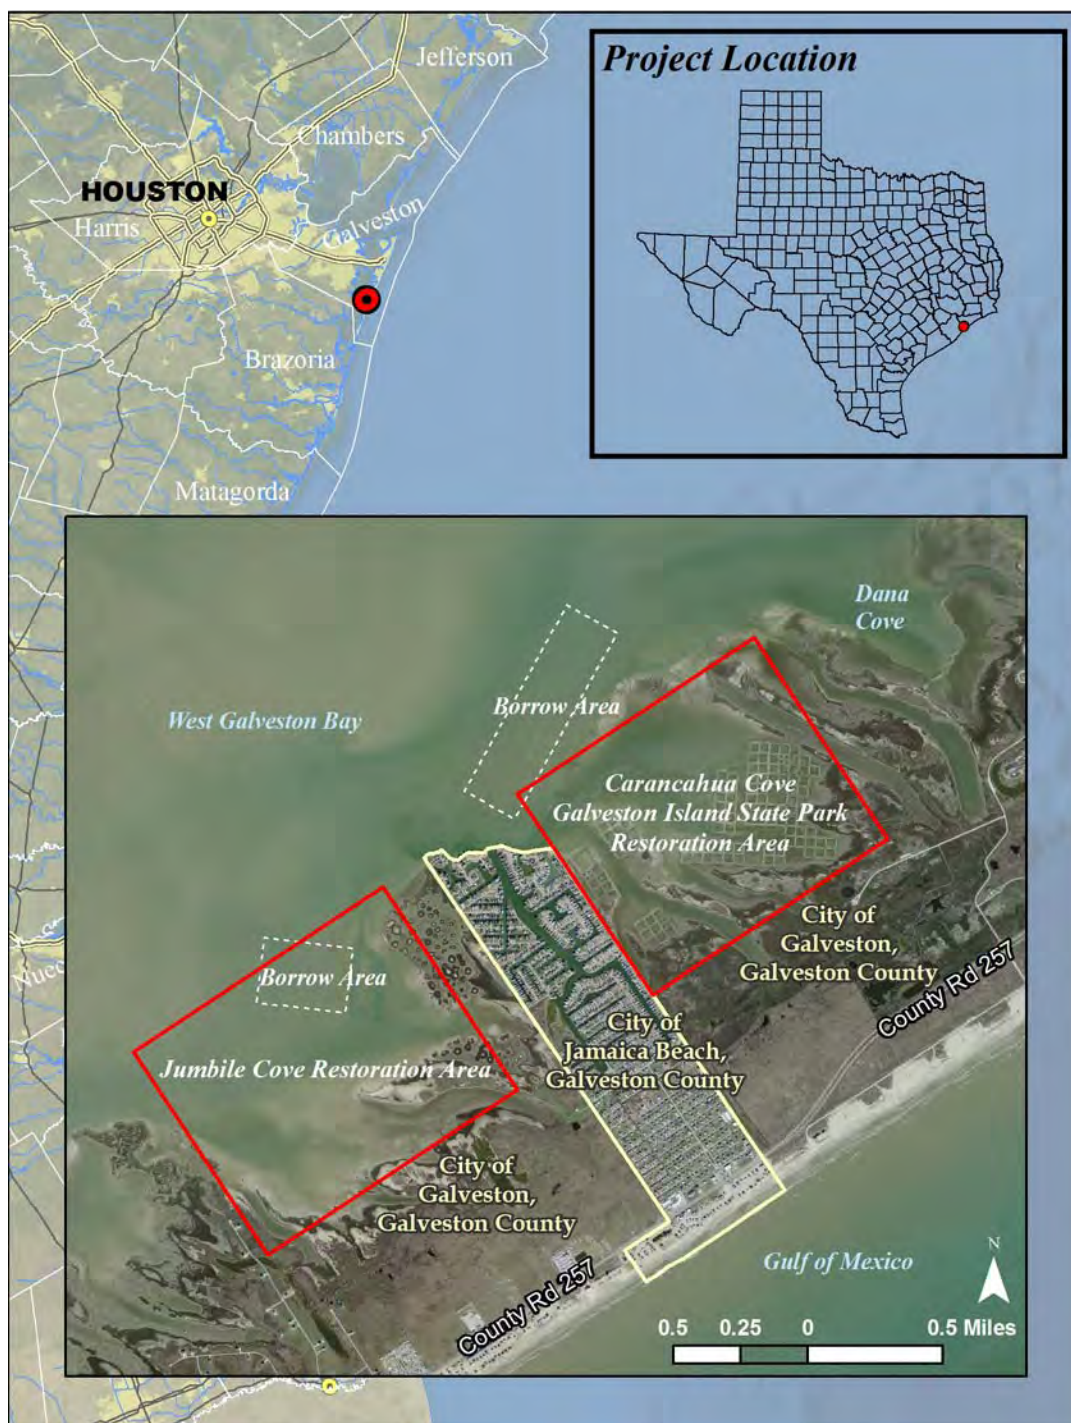 Project Location
Jefferson
Chambers
HOUSTON
Harris
Galveston
Brazoria
Matagorda
Dana
Cove
West Galveston Bay
Borrow Area
Carancahua Cove
Galveston Island State Park
Restoration Area
City of
Galveston,
Galveston County
Borrow Area
County Rd 257
City of
Jamaica Beach,
Galveston County
Jumbile Cove Restoration Area
City of
Galveston,
Galveston County
Gulf of Mexico
County Rd 257
N
0.5 0.25 0 0.5 Miles